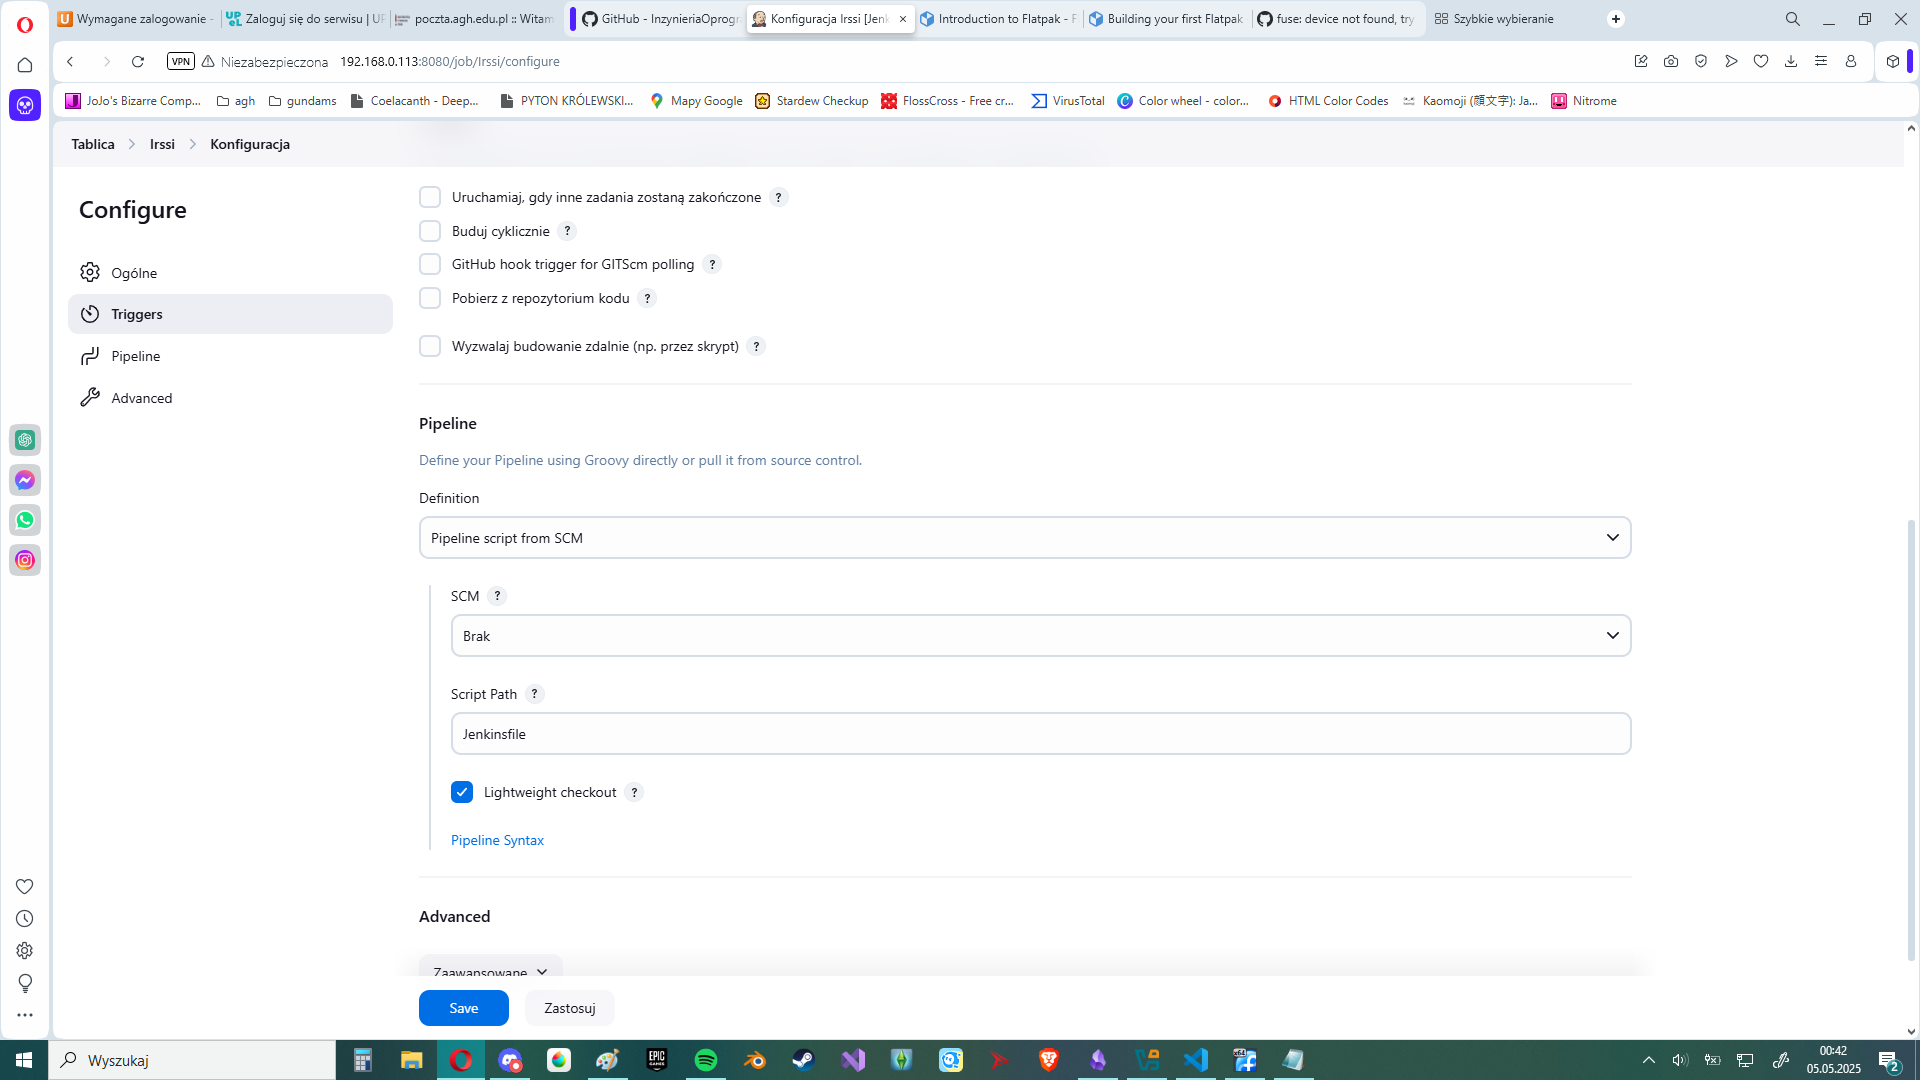 Wymagane zalogowanie -
Zaloguj się do serwisu | UP
poczta.agh.edu.pl :: Witam
GitHub - InzynieriaOprogra
Konfiguracja Irssi [Jenk
Introduction to Flatpak - F
Building your first Flatpak
fuse: device not found, try
Szybkie wybieranie
VPN
Niezabezpieczona
192.168.0.113:8080/job/Irssi/configure
JoJo's Bizarre Comp...
agh
gundams
Coelacanth - Deep...
PYTON KRÓLEWSKI...
Mapy Google
Stardew Checkup
FlossCross - Free cr...
VirusTotal
Color wheel - color...
HTML Color Codes
Kaomoji (顔文字): Ja...
Nitrome
Tablica
Irssi
Konfiguracja
Configure
Ogólne
Triggers
Pipeline
Advanced
Uruchamiaj, gdy inne zadania zostaną zakończone ?
Buduj cyklicznie ?
GitHub hook trigger for GITScm polling ?
Pobierz z repozytorium kodu ?
Wyzwalaj budowanie zdalnie (np. przez skrypt) ?
Pipeline
Define your Pipeline using Groovy directly or pull it from source control.
Definition
Pipeline script from SCM
SCM ?
Brak
Script Path ?
Jenkinsfile
Lightweight checkout ?
Pipeline Syntax
Advanced
Zaawansowane
Save
Zastosuj
Wyszukaj
EPIC GAMES
x64
00:42
05.05.2025
2